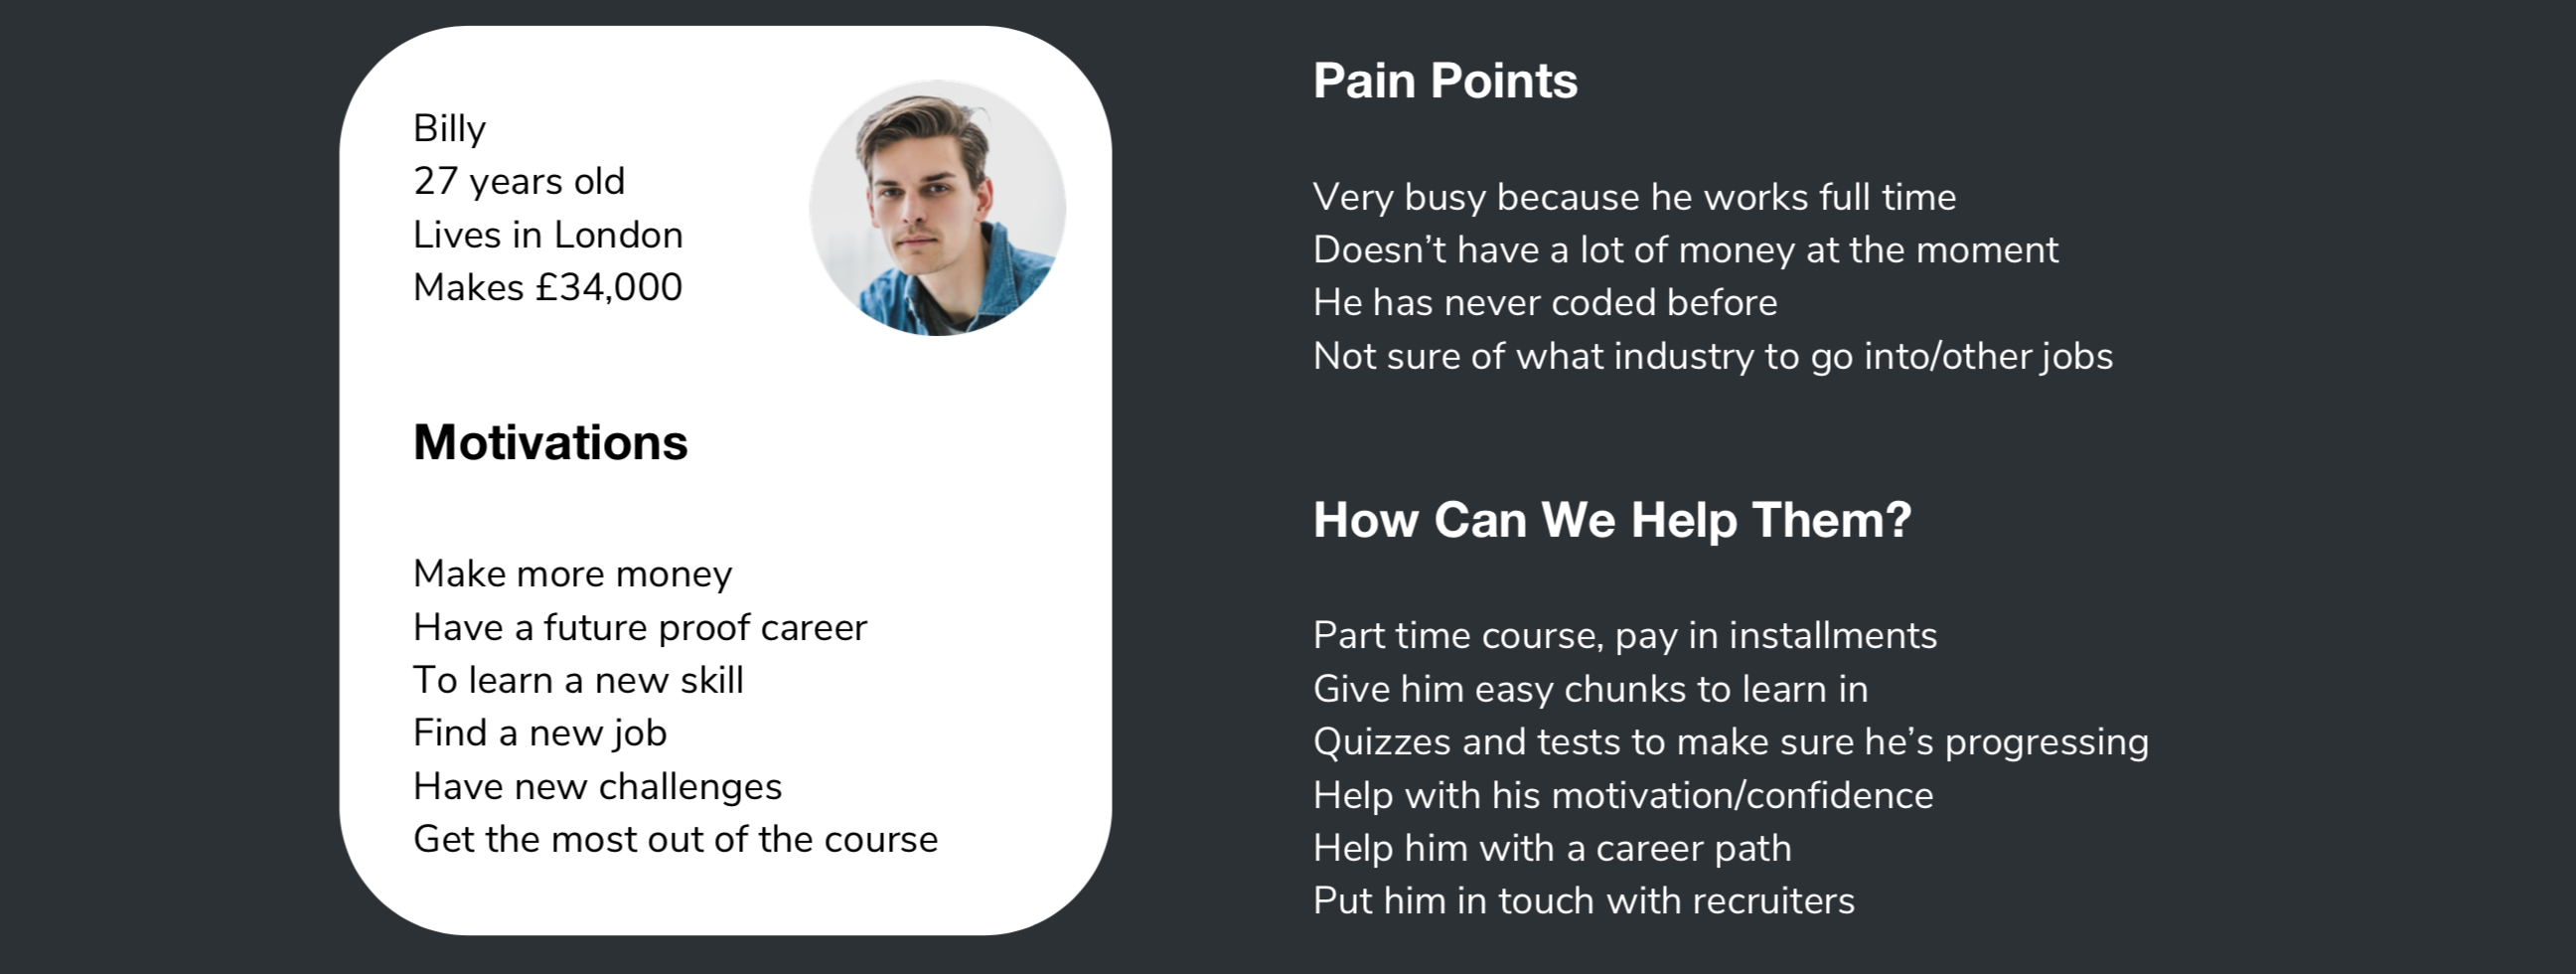 Billy
27 years old
Lives in London
Makes £34,000
Motivations
Make more money
Have a future proof career
To learn a new skill
Find a new job
Have new challenges
Get the most out of the course
Pain Points
Very busy because he works full time
Doesn’t have a lot of money at the moment
He has never coded before
Not sure of what industry to go into/other jobs
How Can We Help Them?
Part time course, pay in installments
Give him easy chunks to learn in
Quizzes and tests to make sure he’s progressing
Help with his motivation/confidence
Help him with a career path
Put him in touch with recruiters